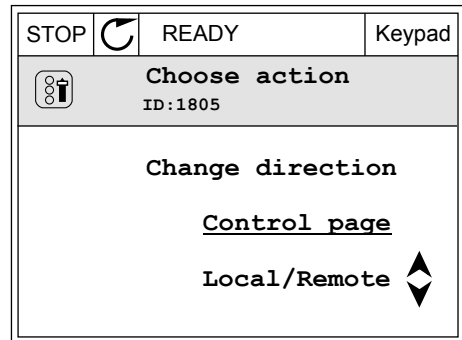 STOP READY Keypad
Choose action
ID:1805
Change direction
Control page
Local/Remote